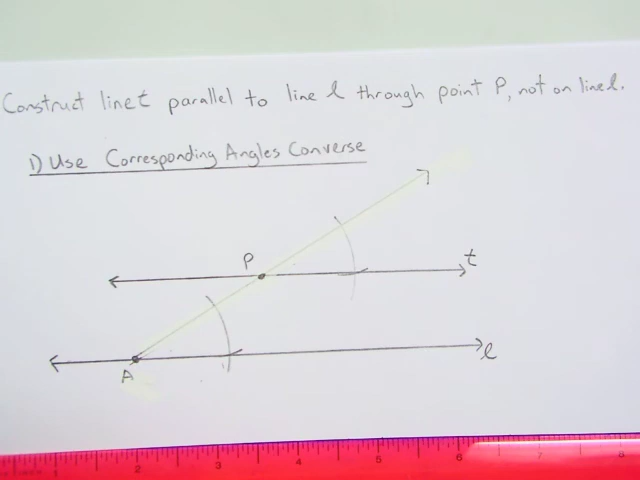 Construct line t parallel to line l through point P, not on line l.
1) Use Corresponding Angles Converse
P
t
A
l
2 3 4 5 6 7 8